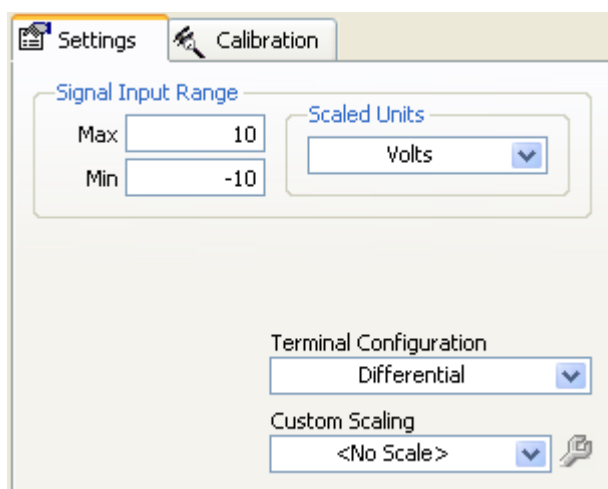 Settings Calibration
Signal Input Range
Scaled Units
Max 10
Volts
Min -10
Terminal Configuration
Differential
Custom Scaling
<No Scale>